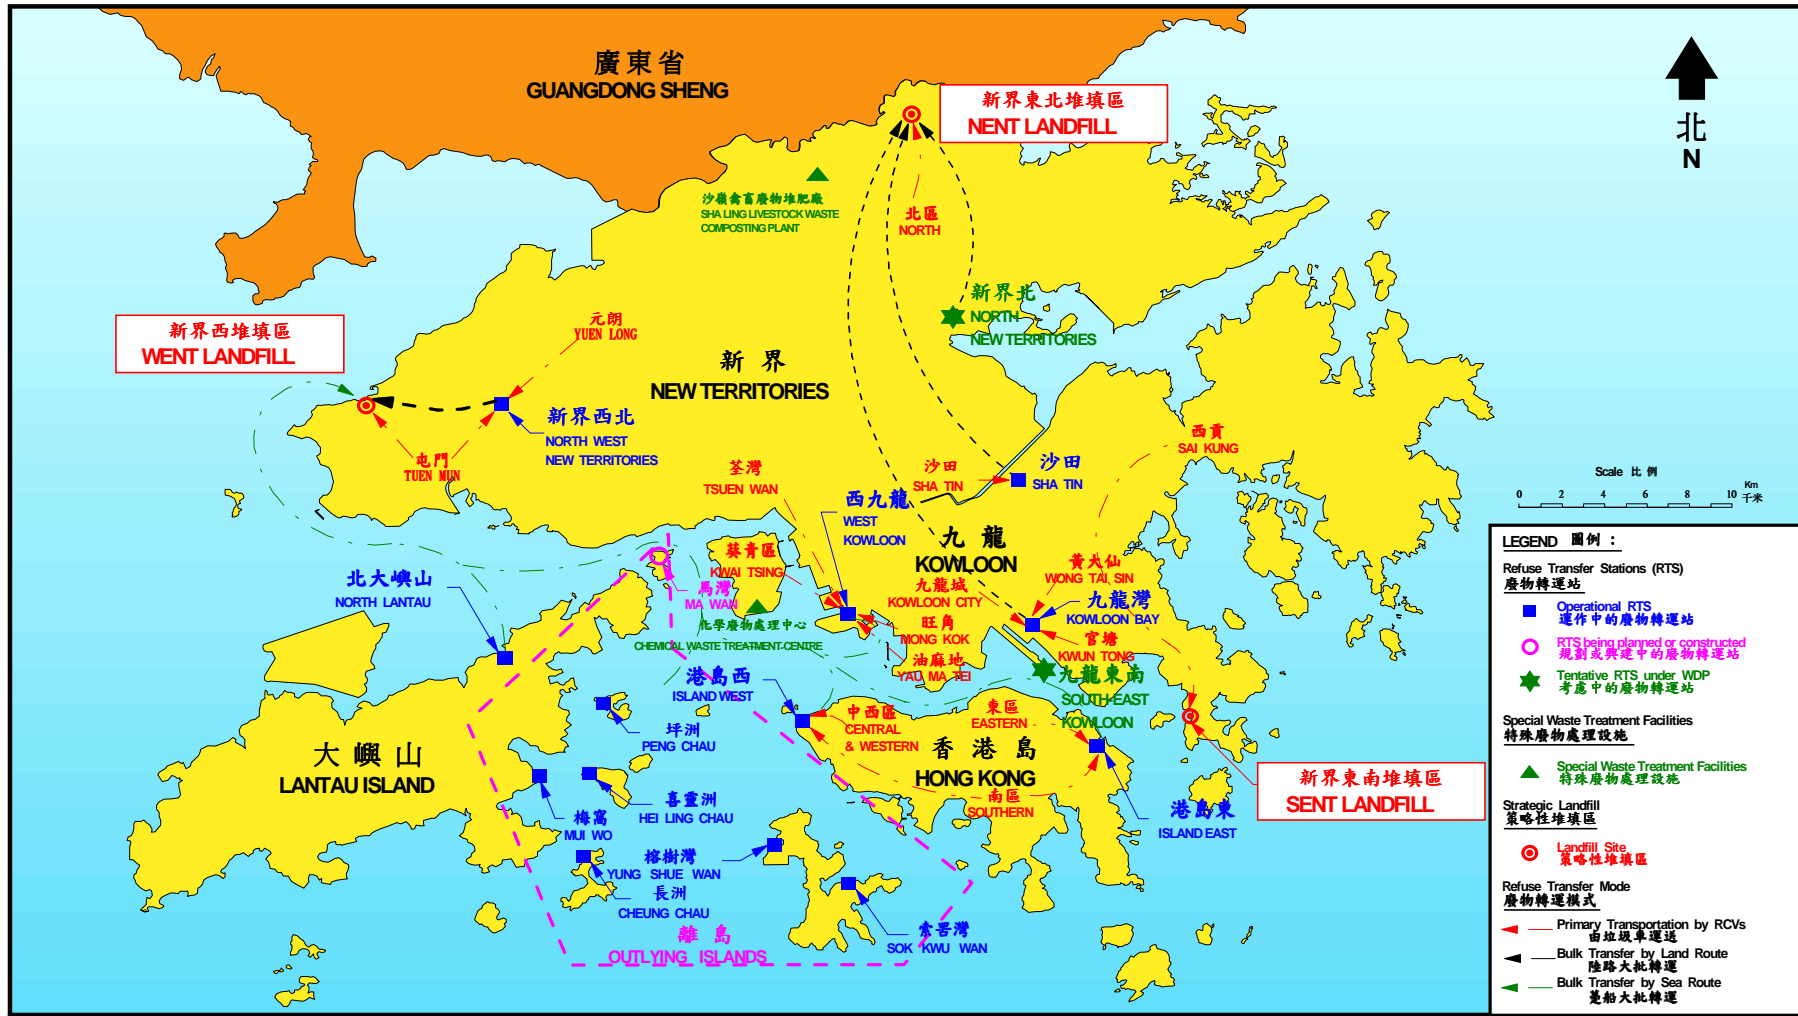 廣東省
GUANGDONG SHENG
新界東北堆填區
NENT LANDFILL
北
N
沙嶺禽畜廢物堆肥廠
SHA LING LIVESTOCK WASTE
COMPOSTING PLANT
北區
NORTH
新界北
NORTH
NEW TERRITORIES
新界西堆填區
WENT LANDFILL
元朗
YUEN LONG
新界
NEW TERRITORIES
新界西北
NORTH WEST
NEW TERRITORIES
屯門
TUEN MUN
西貢
SAI KUNG
荃灣
TSUEN WAN
沙田
SHA TIN
沙田
SHA TIN
西九龍
WEST
KOWLOON
九龍
KOWLOON
葵青區
KWAI TSING
馬灣
MA WAN
北大嶼山
NORTH LANTAU
九龍城
KOWLOON CITY
黃大仙
WONG TAI SIN
九龍灣
KOWLOON BAY
旺角
MONG KOK
官塘
KWUN TONG
化學廢物處理中心
CHEMICAL WASTE TREATMENT CENTRE
油麻地
YAU MA TEI
九龍東南
SOUTH-EAST
KOWLOON
港島西
ISLAND WEST
中西區
CENTRAL
& WESTERN
東區
EASTERN
坪洲
PENG CHAU
大嶼山
LANTAU ISLAND
香港島
HONG KONG
新界東南堆填區
SENT LANDFILL
喜靈洲
HEI LING CHAU
南區
SOUTHERN
港島東
ISLAND EAST
梅窩
MUI WO
榕樹灣
YUNG SHUE WAN
長洲
CHEUNG CHAU
索罟灣
SOK KWU WAN
離島
OUTLYING ISLANDS
Scale 比例
0 2 4 6 8 10 Km
千米
LEGEND 圖例：
Refuse Transfer Stations (RTS)
廢物轉運站
Operational RTS
運作中的廢物轉運站
RTS being planned or constructed
規劃或興建中的廢物轉運站
Tentative RTS under WDP
考慮中的廢物轉運站
Special Waste Treatment Facilities
特殊廢物處理設施
Special Waste Treatment Facilities
特殊廢物處理設施
Strategic Landfill
策略性堆填區
Landfill Site
策略性堆填區
Refuse Transfer Mode
廢物轉運模式
Primary Transportation by RCVs
由垃圾車運送
Bulk Transfer by Land Route
陸路大批轉運
Bulk Transfer by Sea Route
躉船大批轉運